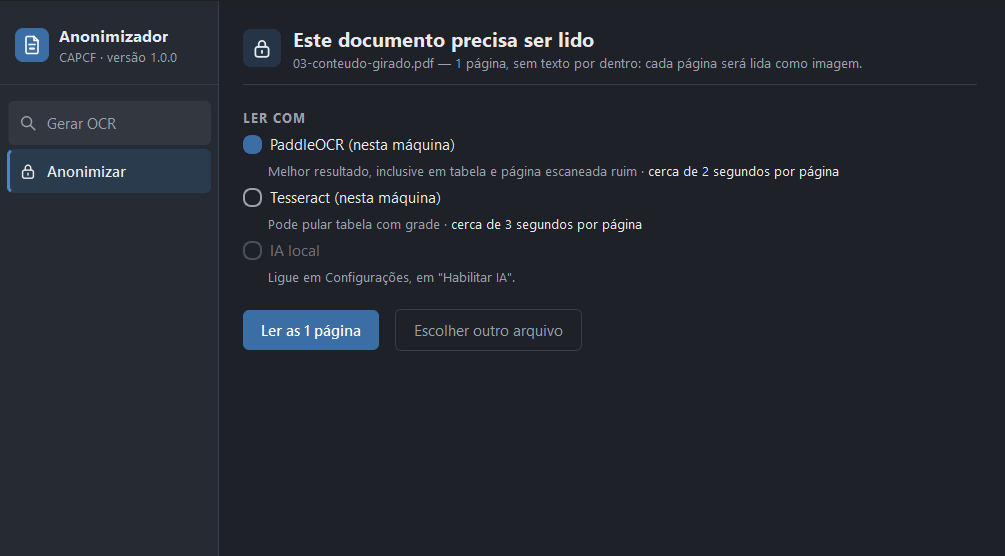 Anonimizador
CAPCF · versão 1.0.0
Gerar OCR
Anonimizar
Este documento precisa ser lido
03-conteudo-girado.pdf — 1 página, sem texto por dentro: cada página será lida como imagem.
LER COM
PaddleOCR (nesta máquina)
Melhor resultado, inclusive em tabela e página escaneada ruim · cerca de 2 segundos por página
Tesseract (nesta máquina)
Pode pular tabela com grade · cerca de 3 segundos por página
IA local
Ligue em Configurações, em "Habilitar IA".
Ler as 1 página
Escolher outro arquivo